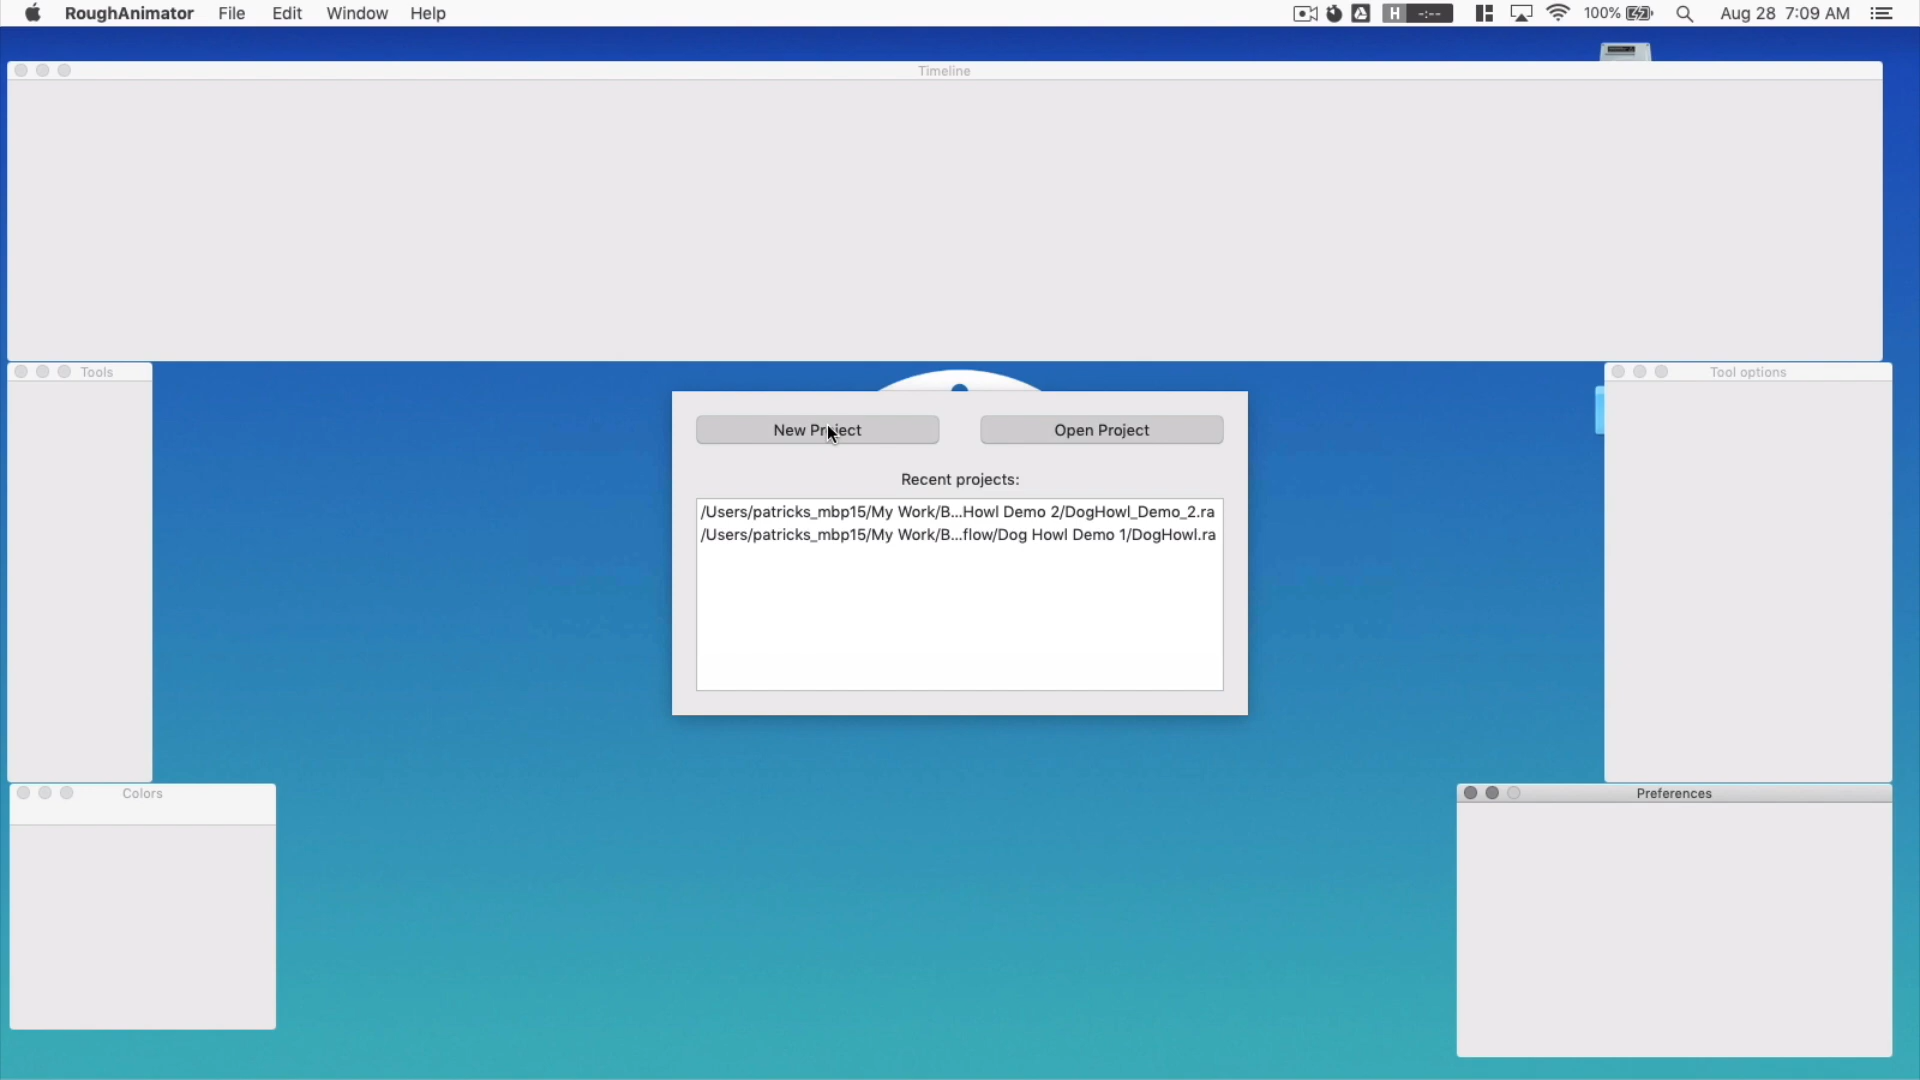 RoughAnimator File Edit Window Help H -:-- 100% Aug 28 7:09 AM
Timeline
Tools
Tool options
New Project Open Project
Recent projects:
/Users/patricks_mbp15/My Work/B...Howl Demo 2/DogHowl_Demo_2.ra
/Users/patricks_mbp15/My Work/B...flow/Dog Howl Demo 1/DogHowl.ra
Colors
Preferences